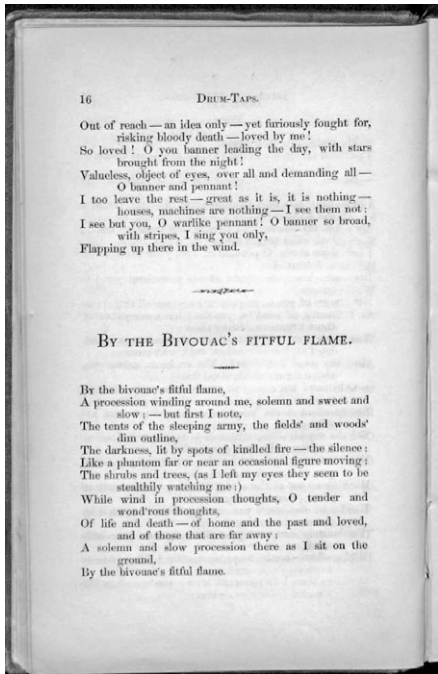 16 DRUM-TAPS.
Out of reach — an idea only — yet furiously fought for,
risking bloody death — loved by me!
So loved! O you banner leading the day, with stars
brought from the night!
Valueless, object of eyes, over all and demanding all —
O banner and pennant!
I too leave the rest — great as it is, it is nothing —
houses, machines are nothing — I see them not;
I see but you, O warlike pennant! O banner so broad,
with stripes, I sing you only,
Flapping up there in the wind.
BY THE BIVOUAC'S FITFUL FLAME.
By the bivouac's fitful flame,
A procession winding around me, solemn and sweet and
slow; — but first I note,
The tents of the sleeping army, the fields' and woods'
dim outline,
The darkness, lit by spots of kindled fire — the silence;
Like a phantom far or near an occasional figure moving;
The shrubs and trees, (as I left my eyes they seem to be
stealthily watching me;)
While wind in procession thoughts, O tender and
wond'rous thoughts,
Of life and death — of home and the past and loved,
and of those that are far away;
A solemn and slow procession there as I sit on the
ground,
By the bivouac's fitful flame.